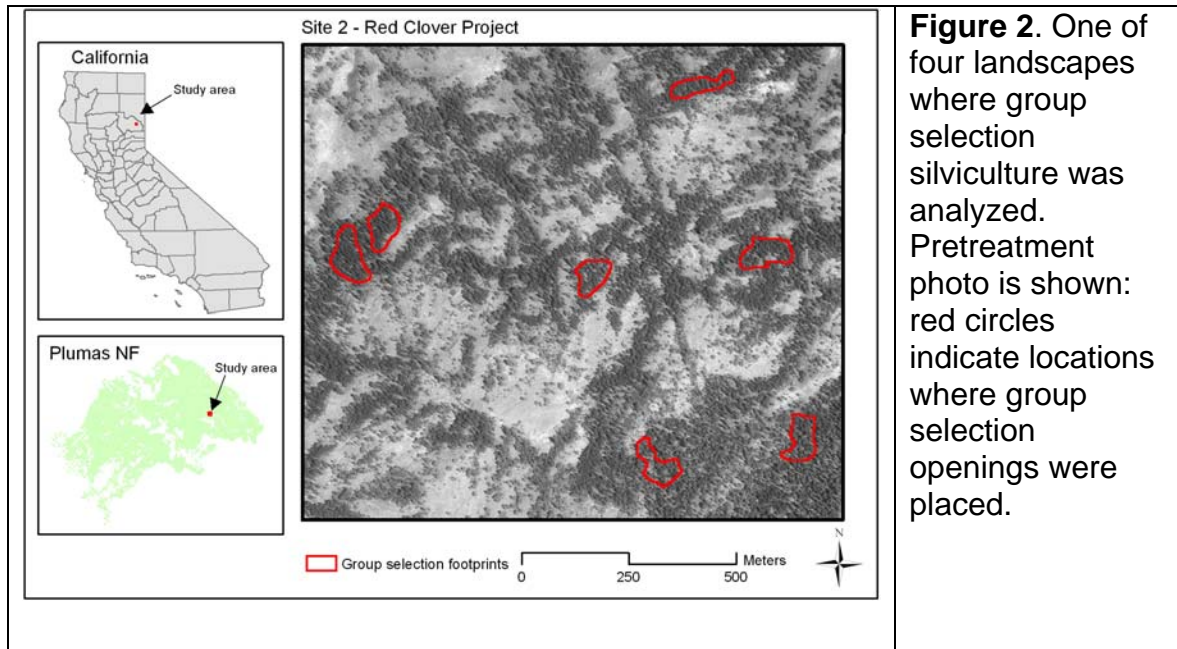 Site 2 - Red Clover Project
California
Study area
Plumas NF
Study area
Group selection footprints
0
250
500
Meters
N
Figure 2. One of
four landscapes
where group
selection
silviculture was
analyzed.
Pretreatment
photo is shown:
red circles
indicate locations
where group
selection
openings were
placed.